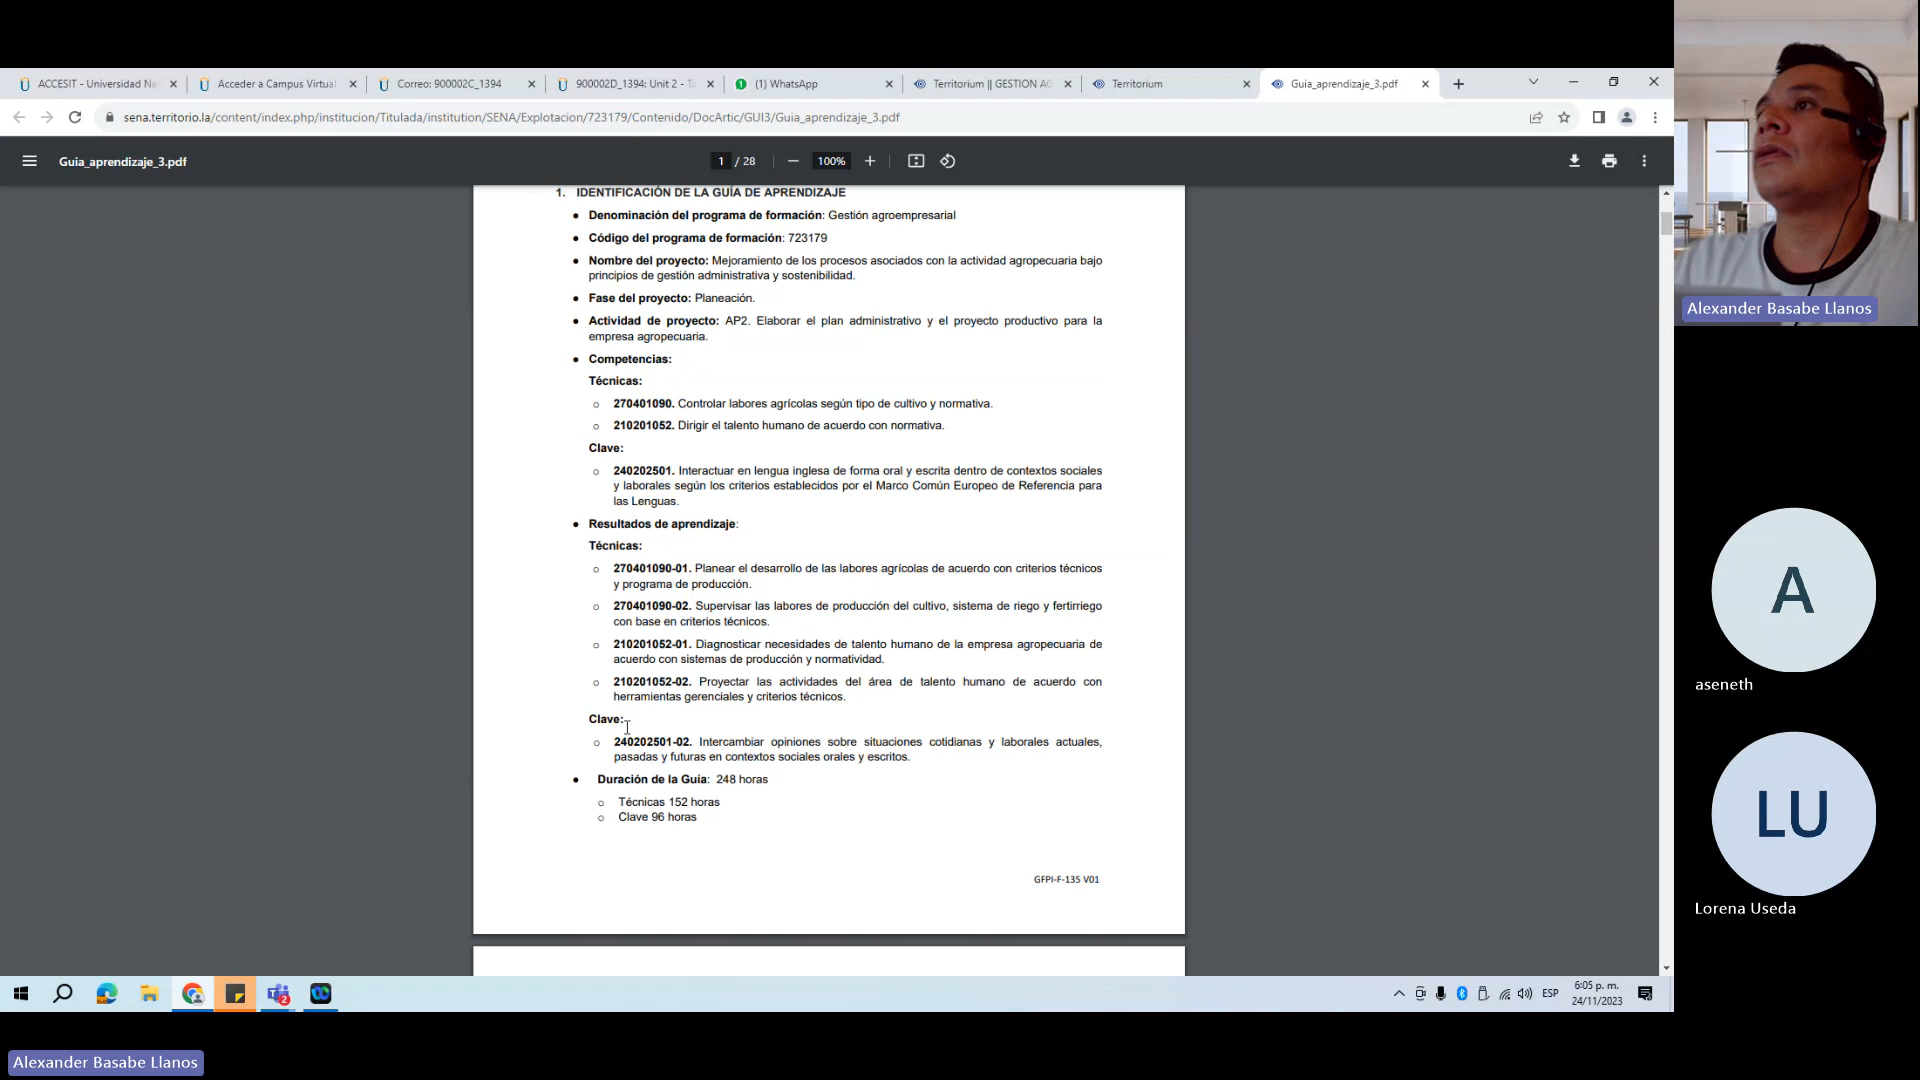 ACCESIT - Universidad Na
Acceder a Campus Virtual
Correo: 900002C_1394
900002D_1394: Unit 2 - T
(1) WhatsApp
Territorium || GESTION AG
Territorium
Guia_aprendizaje_3.pdf
sena.territorio.la/content/index.php/institucion/Titulada/institution/SENA/Explotacion/723179/Contenido/DocArtic/GUI3/Guia_aprendizaje_3.pdf
Guia_aprendizaje_3.pdf
1 / 28
100%
1. IDENTIFICACIÓN DE LA GUÍA DE APRENDIZAJE
● Denominación del programa de formación: Gestión agroempresarial
● Código del programa de formación: 723179
● Nombre del proyecto: Mejoramiento de los procesos asociados con la actividad agropecuaria bajo
principios de gestión administrativa y sostenibilidad.
● Fase del proyecto: Planeación.
● Actividad de proyecto: AP2. Elaborar el plan administrativo y el proyecto productivo para la
empresa agropecuaria.
● Competencias:
Técnicas:
○ 270401090. Controlar labores agrícolas según tipo de cultivo y normativa.
○ 210201052. Dirigir el talento humano de acuerdo con normativa.
Clave:
○ 240202501. Interactuar en lengua inglesa de forma oral y escrita dentro de contextos sociales
y laborales según los criterios establecidos por el Marco Común Europeo de Referencia para
las Lenguas.
● Resultados de aprendizaje:
Técnicas:
○ 270401090-01. Planear el desarrollo de las labores agrícolas de acuerdo con criterios técnicos
y programa de producción.
○ 270401090-02. Supervisar las labores de producción del cultivo, sistema de riego y fertirriego
con base en criterios técnicos.
○ 210201052-01. Diagnosticar necesidades de talento humano de la empresa agropecuaria de
acuerdo con sistemas de producción y normatividad.
○ 210201052-02. Proyectar las actividades del área de talento humano de acuerdo con
herramientas gerenciales y criterios técnicos.
Clave:
○ 240202501-02. Intercambiar opiniones sobre situaciones cotidianas y laborales actuales,
pasadas y futuras en contextos sociales orales y escritos.
● Duración de la Guía: 248 horas
○ Técnicas 152 horas
○ Clave 96 horas
GFPI-F-135 V01
ESP
6:05 p. m.
24/11/2023
Alexander Basabe Llanos
A
aseneth
LU
Lorena Useda
Alexander Basabe Llanos